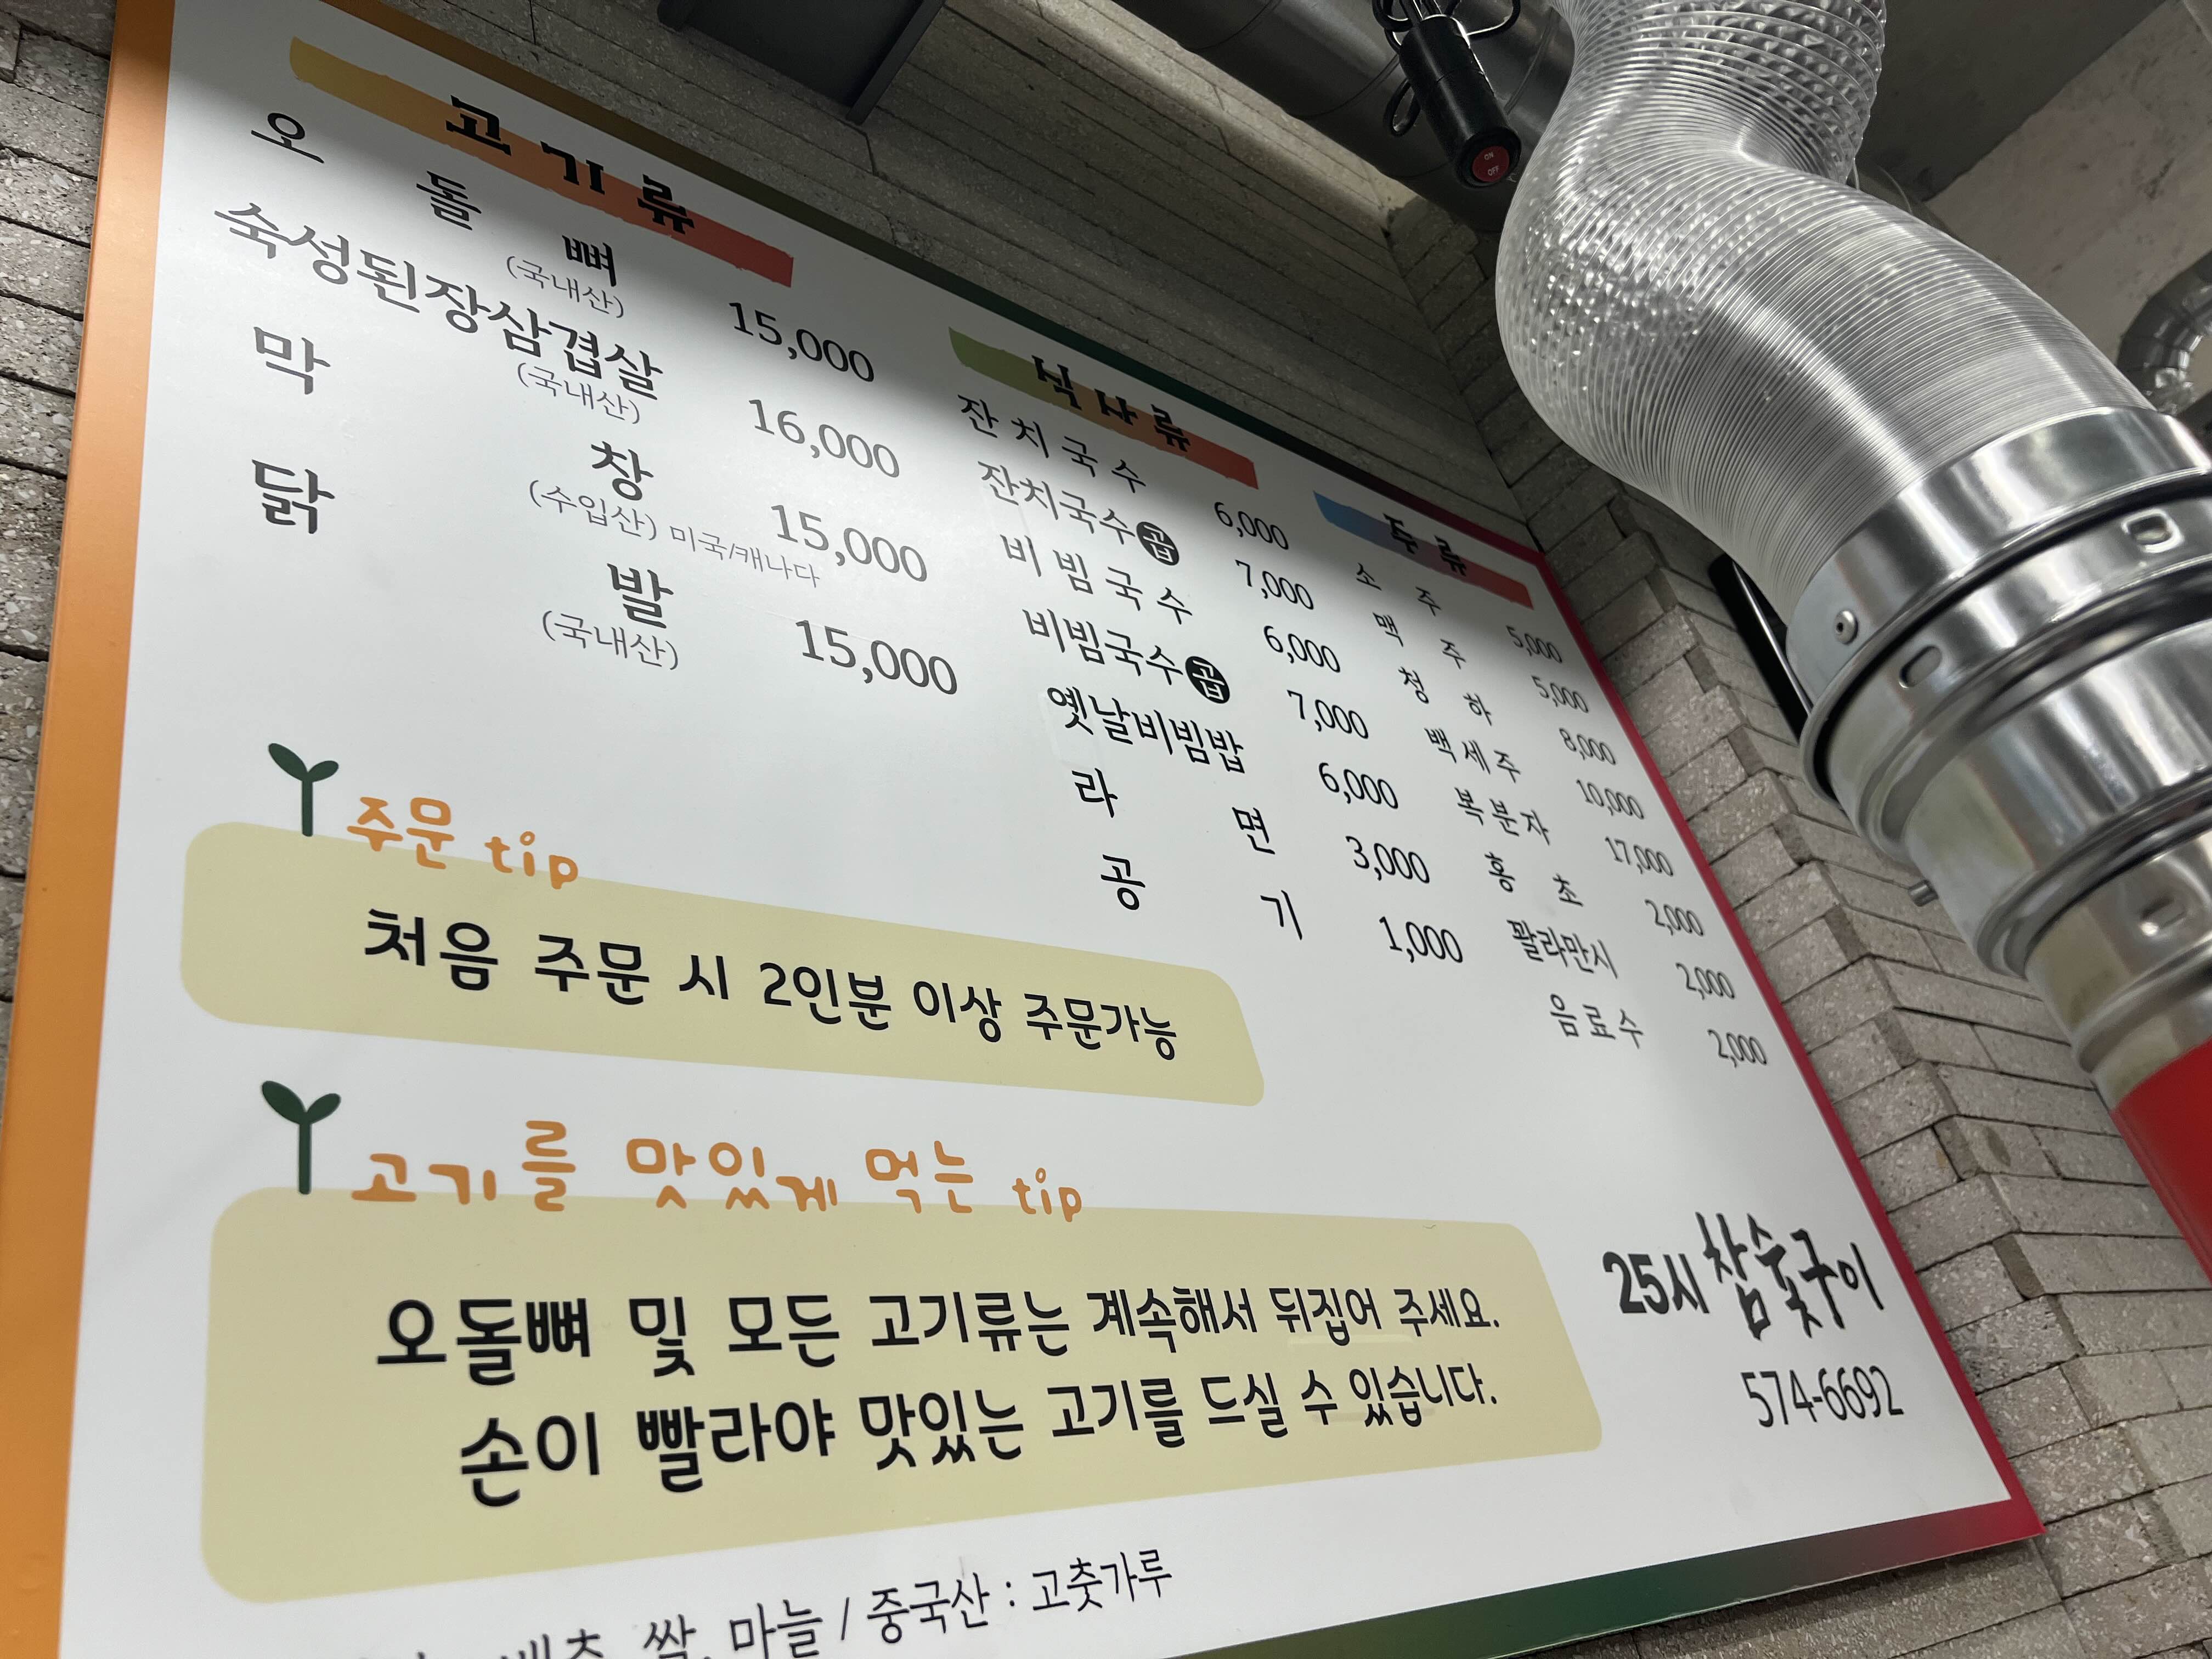 고기류
오돌뼈 15,000
(국내산)
숙성된장삼겹살 16,000
(국내산)
막창 15,000
(수입산) 미국/캐나다
닭발 15,000
(국내산)
식사류
잔치국수 6,000
잔치국수 곱 7,000
비빔국수 6,000
비빔국수 곱 7,000
옛날비빔밥 6,000
라면 3,000
공기 1,000
주류
소주 5,000
맥주 5,000
청하 8,000
백세주 10,000
복분자 17,000
홍초 2,000
꽐라만시 2,000
음료수 2,000
주문 tip
처음 주문 시 2인분 이상 주문가능
고기를 맛있게 먹는 tip
오돌뼈 및 모든 고기류는 계속해서 뒤집어 주세요.
손이 빨라야 맛있는 고기를 드실 수 있습니다.
25시 참숯구이
574-6692
배추, 쌀, 마늘 / 중국산 : 고춧가루
ON
OFF